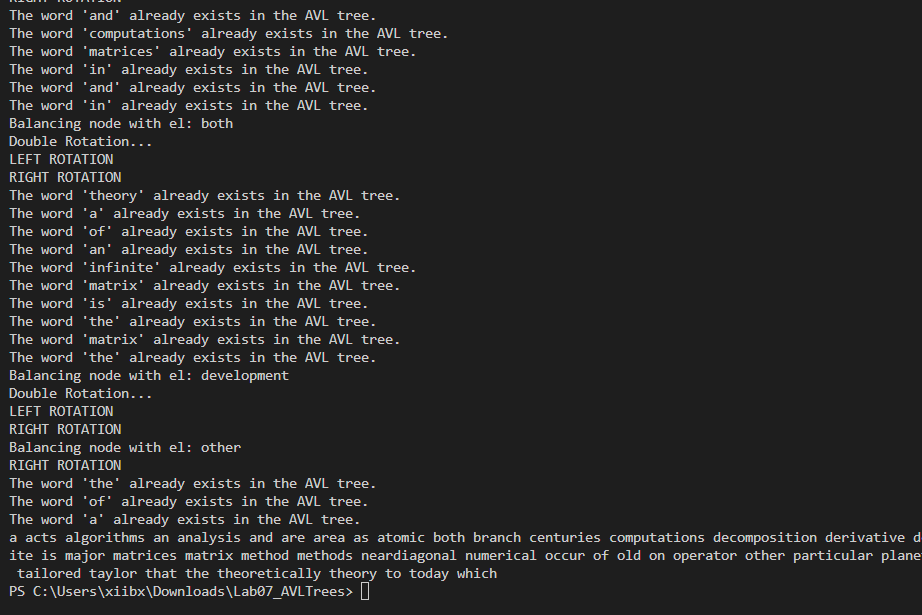 The word 'and' already exists in the AVL tree.
The word 'computations' already exists in the AVL tree.
The word 'matrices' already exists in the AVL tree.
The word 'in' already exists in the AVL tree.
The word 'and' already exists in the AVL tree.
The word 'in' already exists in the AVL tree.
Balancing node with el: both
Double Rotation...
LEFT ROTATION
RIGHT ROTATION
The word 'theory' already exists in the AVL tree.
The word 'a' already exists in the AVL tree.
The word 'of' already exists in the AVL tree.
The word 'an' already exists in the AVL tree.
The word 'infinite' already exists in the AVL tree.
The word 'matrix' already exists in the AVL tree.
The word 'is' already exists in the AVL tree.
The word 'the' already exists in the AVL tree.
The word 'matrix' already exists in the AVL tree.
The word 'the' already exists in the AVL tree.
Balancing node with el: development
Double Rotation...
LEFT ROTATION
RIGHT ROTATION
Balancing node with el: other
RIGHT ROTATION
The word 'the' already exists in the AVL tree.
The word 'of' already exists in the AVL tree.
The word 'a' already exists in the AVL tree.
a acts algorithms an analysis and are area as atomic both branch centuries computations decomposition derivative d
ite is major matrices matrix method methods neardiagonal numerical occur of old on operator other particular plane
tailored taylor that the theoretically theory to today which
PS C:\Users\xiibx\Downloads\Lab07_AVLTrees>